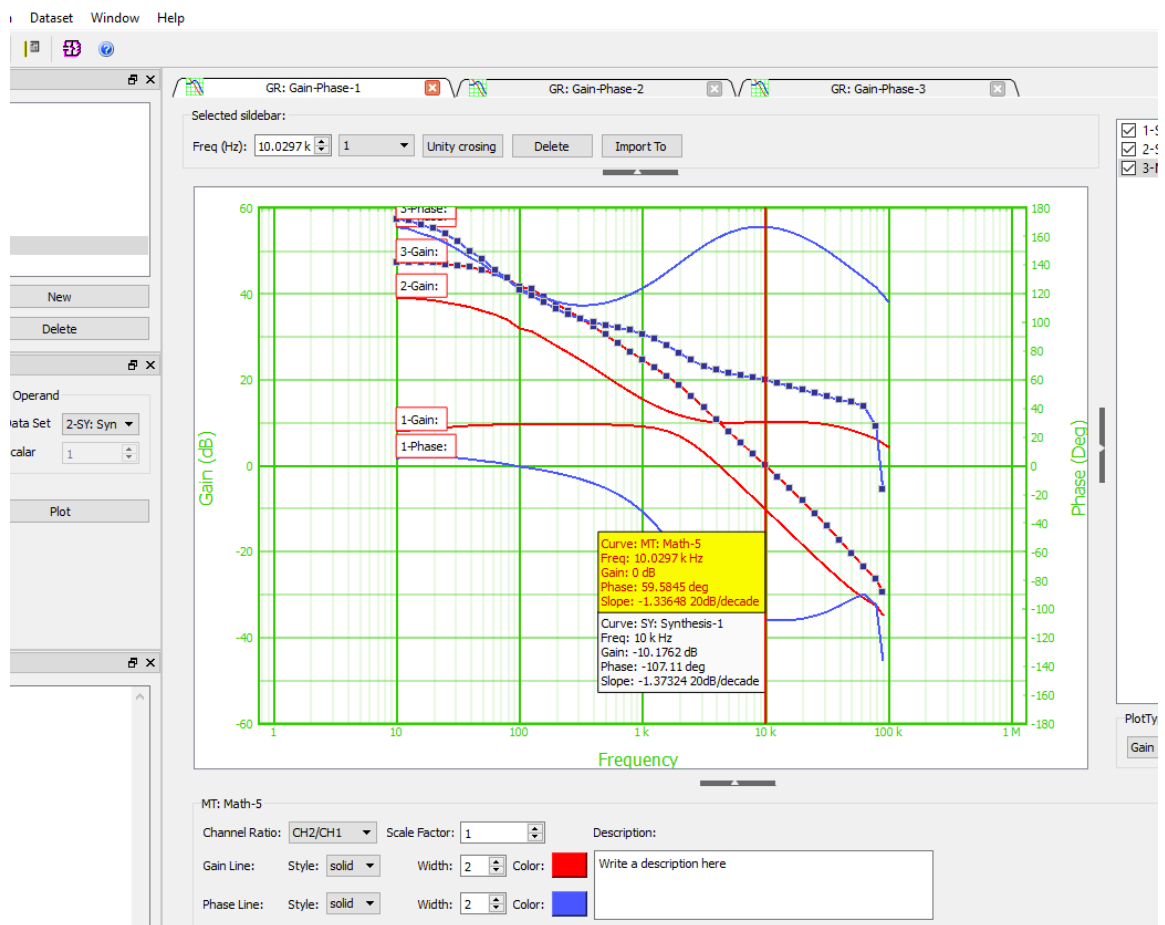 Dataset Window Help
GR: Gain-Phase-1
GR: Gain-Phase-2
GR: Gain-Phase-3
Selected sildebar:
Freq (Hz): 10.0297 k 1 Unity crosing Delete Import To
60
40
20
0
-20
-40
-60
Gain (dB)
180
160
140
120
100
80
60
40
20
0
-20
-40
-60
-80
-100
-120
-140
-160
-180
Phase (Deg)
1 10 100 1 k 10 k 100 k 1 M
Frequency
3-Phase:
3-Gain:
2-Gain:
1-Gain:
1-Phase:
Curve: MT: Math-5
Freq: 10.0297 k Hz
Gain: 0 dB
Phase: 59.5845 deg
Slope: -1.33648 20dB/decade
Curve: SY: Synthesis-1
Freq: 10 k Hz
Gain: -10.1762 dB
Phase: -107.11 deg
Slope: -1.37324 20dB/decade
New
Delete
Operand
Data Set 2-SY: Syn
calar 1
Plot
PlotTy
Gain
MT: Math-5
Channel Ratio: CH2/CH1 Scale Factor: 1 Description:
Gain Line: Style: solid Width: 2 Color: Write a description here
Phase Line: Style: solid Width: 2 Color: